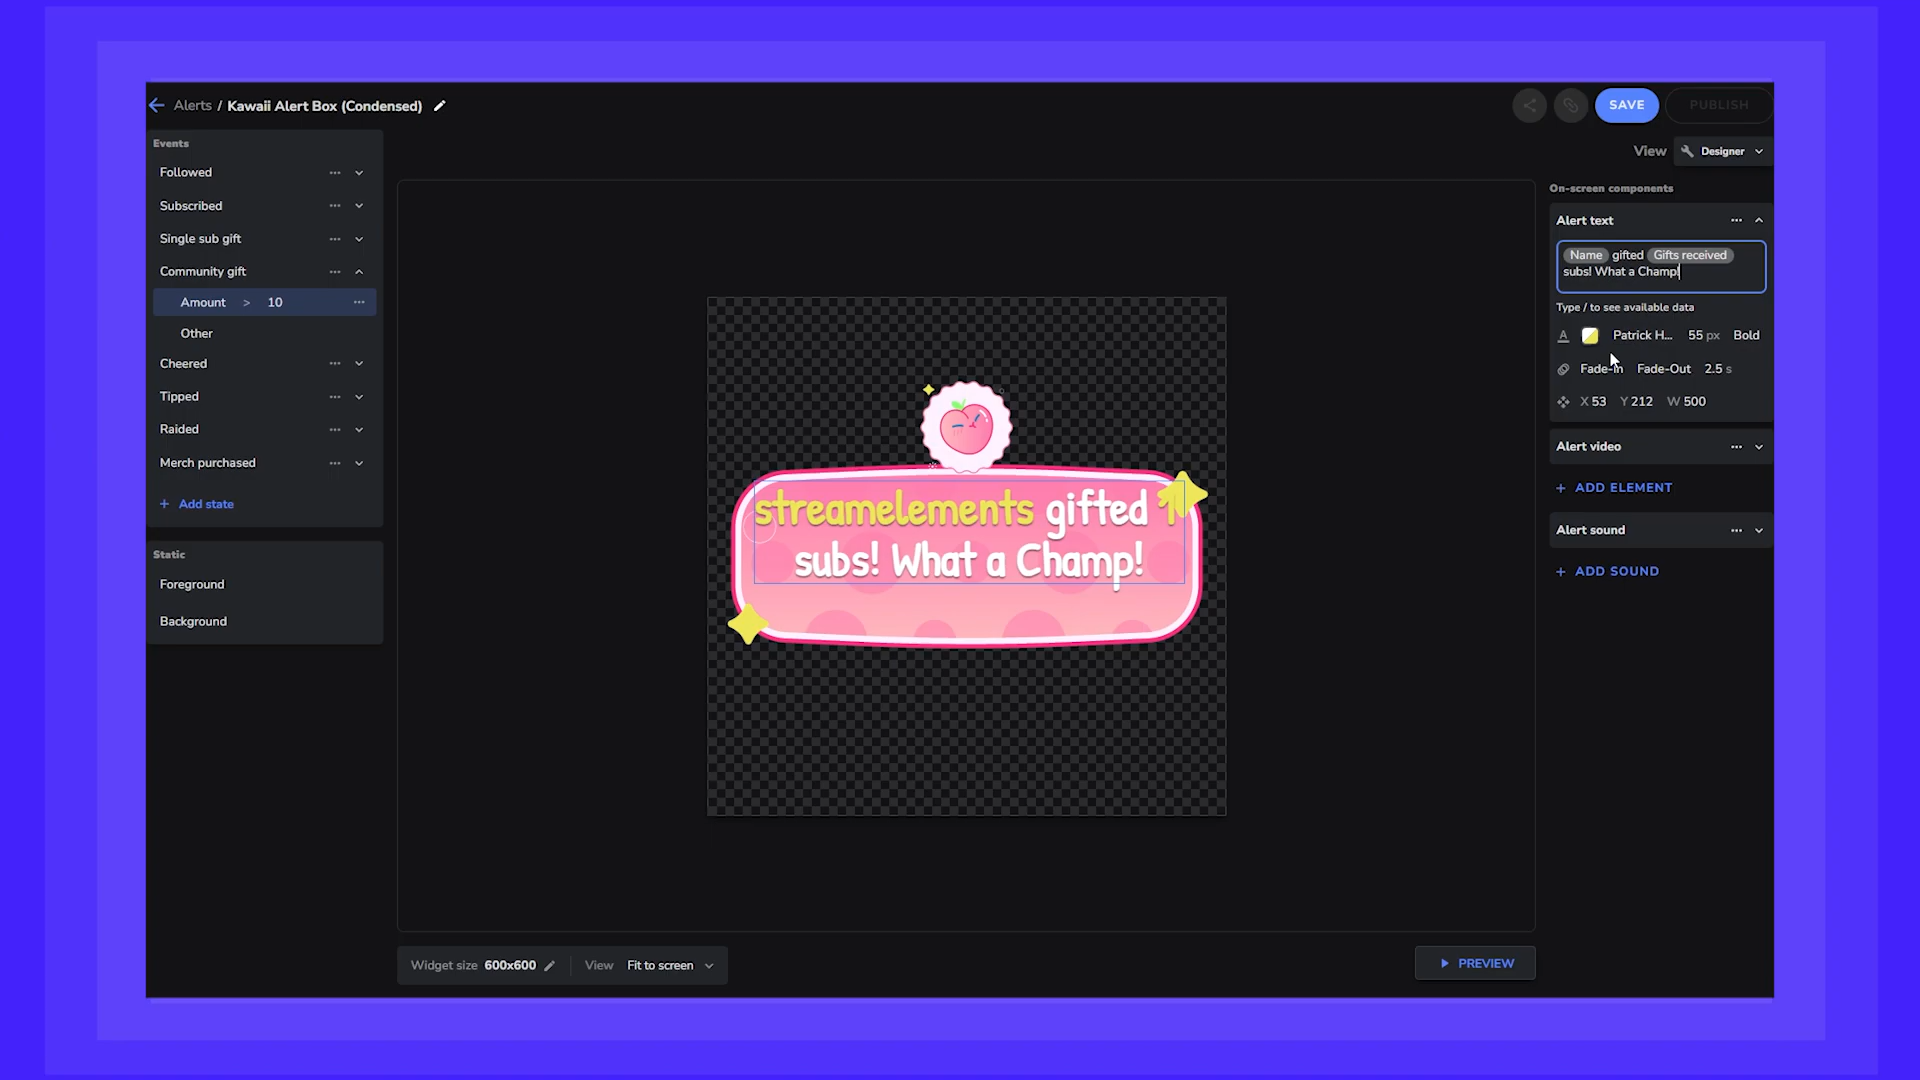 Alerts / Kawaii Alert Box (Condensed)
SAVE
PUBLISH
View
Designer
Events
Followed
Subscribed
Single sub gift
Community gift
Amount > 10
Other
Cheered
Tipped
Raided
Merch purchased
+ Add state
Static
Foreground
Background
streamelements gifted 1
subs! What a Champ!
Widget size 600x600
View Fit to screen
PREVIEW
On-screen components
Alert text
Name gifted Gifts received
subs! What a Champ!
Type / to see available data
A Patrick H... 55 px Bold
Fade-In Fade-Out 2.5 s
X 53 Y 212 W 500
Alert video
+ ADD ELEMENT
Alert sound
+ ADD SOUND